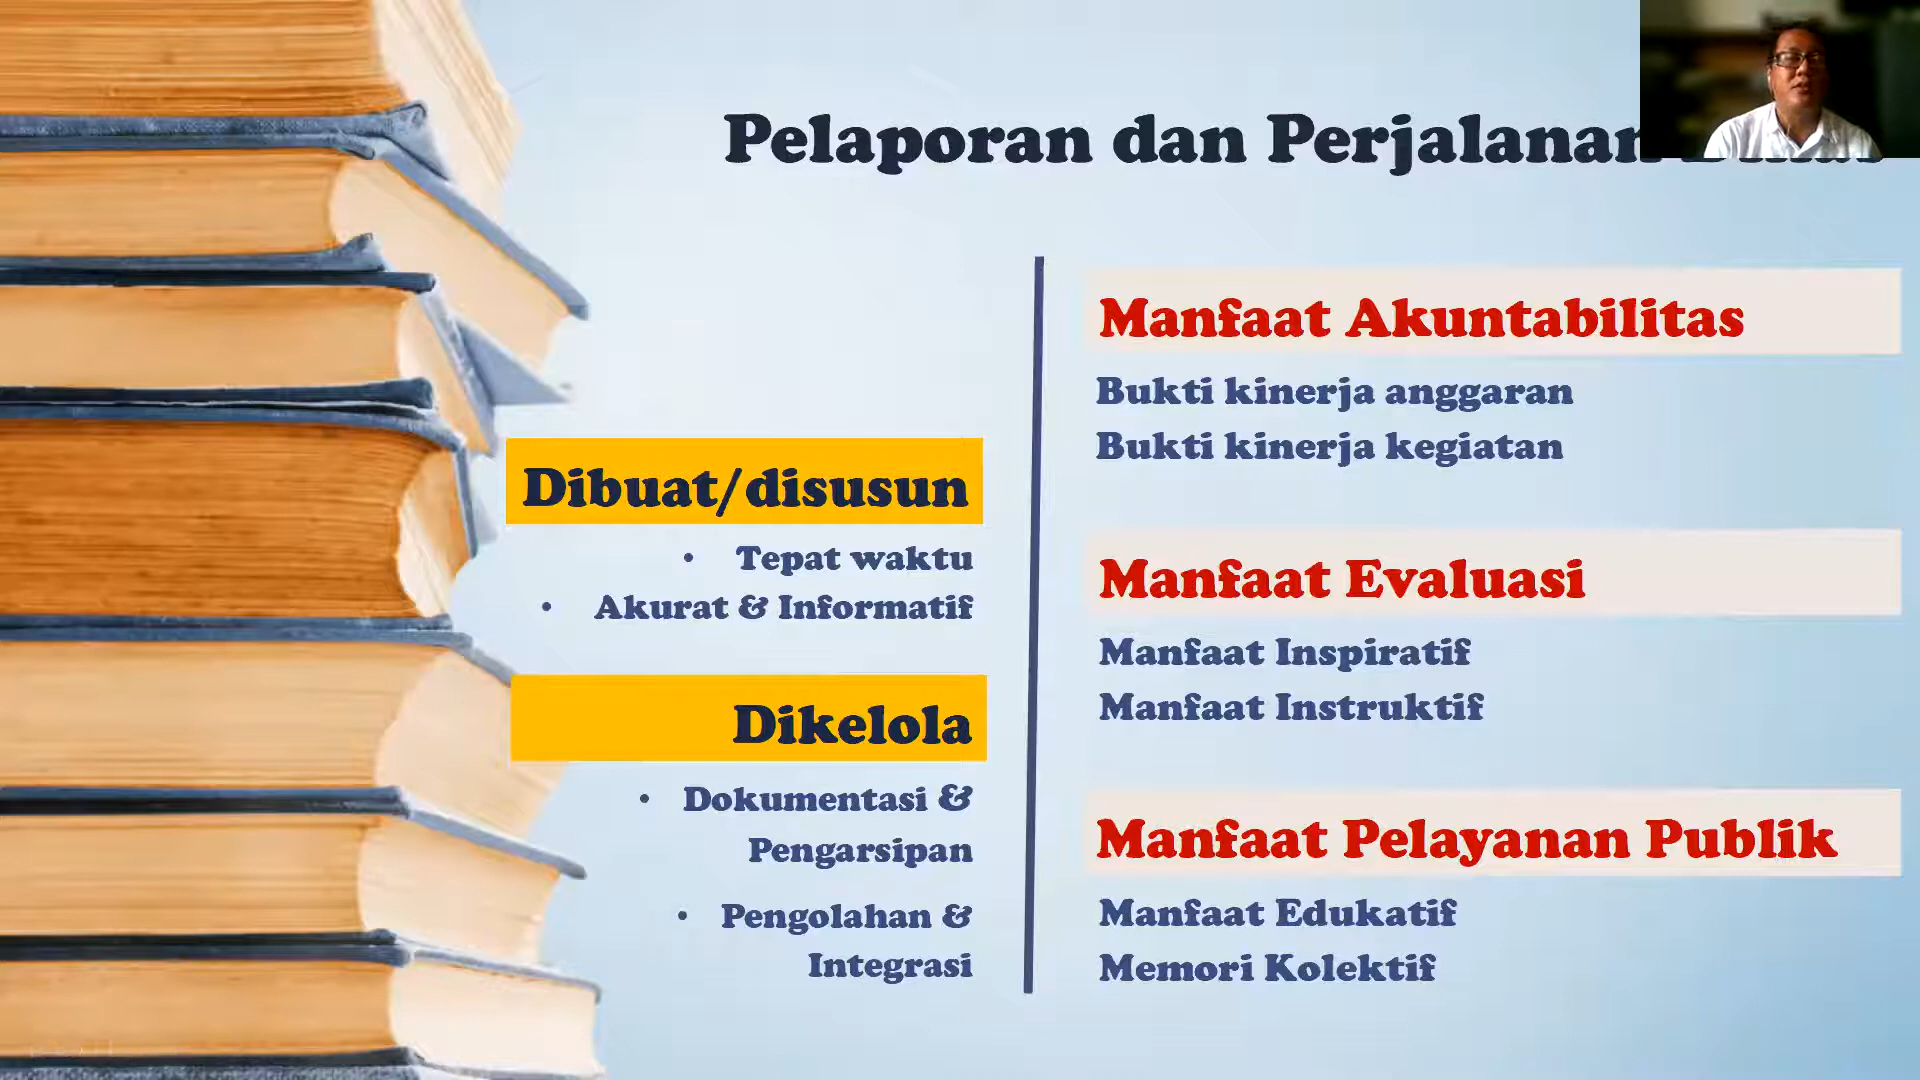 Pelaporan dan Perjalanan
Dibuat/disusun
• Tepat waktu
• Akurat & Informatif
Dikelola
• Dokumentasi &
Pengarsipan
• Pengolahan &
Integrasi
Manfaat Akuntabilitas
Bukti kinerja anggaran
Bukti kinerja kegiatan
Manfaat Evaluasi
Manfaat Inspiratif
Manfaat Instruktif
Manfaat Pelayanan Publik
Manfaat Edukatif
Memori Kolektif